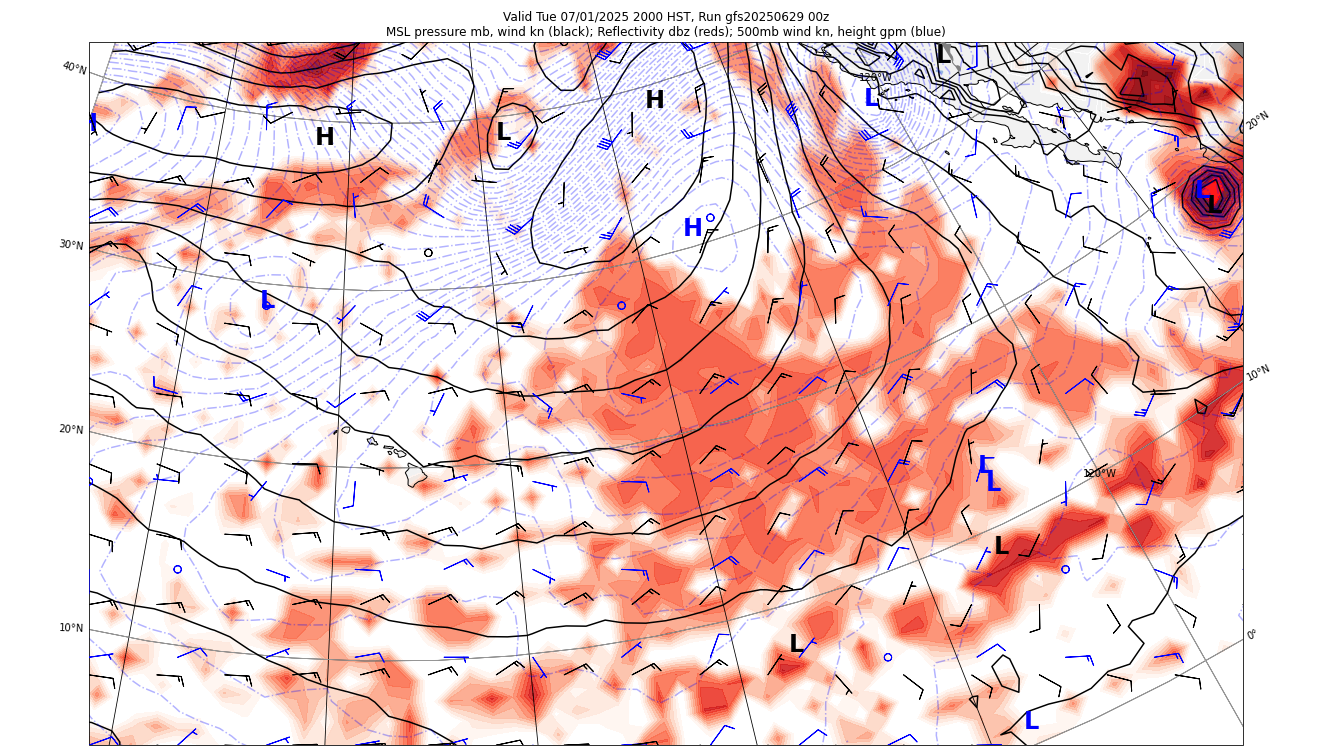 Valid Tue 07/01/2025 2000 HST, Run gfs20250629 00z
MSL pressure mb, wind kn (black); Reflectivity dbz (reds); 500mb wind kn, height gpm (blue)
40°N
120°W
L
L
H
L
H
H
20°N
L
L
H
30°N
L
10°N
20°N
L
L
120°W
L
10°N
L
0°
L